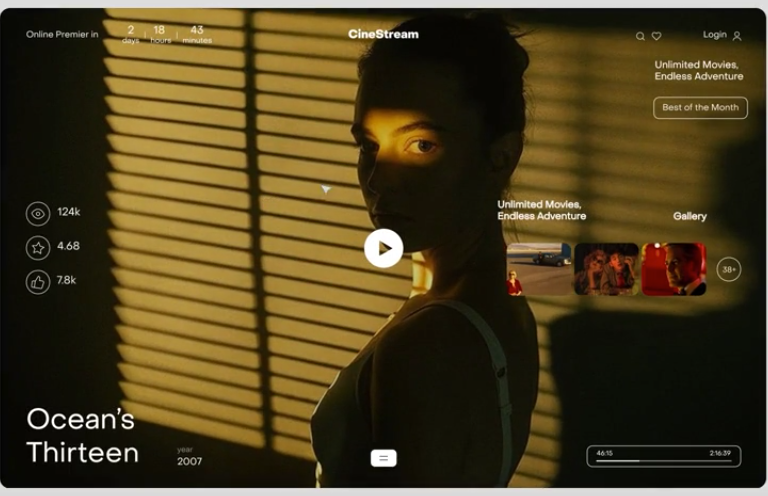 Online Premier in
2 18 43
days hours minutes
CineStream
Login
Unlimited Movies,
Endless Adventure
Best of the Month
124k
4.68
7.8k
Unlimited Movies,
Endless Adventure
Gallery
38+
Ocean's
Thirteen
year
2007
46:15 2:16:39